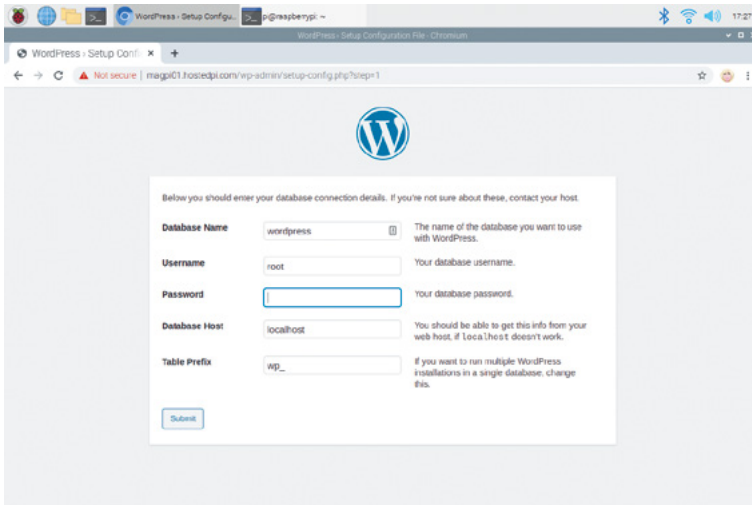 WordPress › Setup Configu...
pi@raspberrypi: ~
17:27
WordPress › Setup Configuration File - Chromium
WordPress › Setup Confi
Not secure | magpi01.hostedpi.com/wp-admin/setup-config.php?step=1
Below you should enter your database connection details. If you're not sure about these, contact your host.
Database Name
wordpress
The name of the database you want to use
with WordPress.
Username
root
Your database username.
Password
Your database password.
Database Host
localhost
You should be able to get this info from your
web host, if localhost doesn't work.
Table Prefix
wp_
If you want to run multiple WordPress
installations in a single database, change
this.
Submit